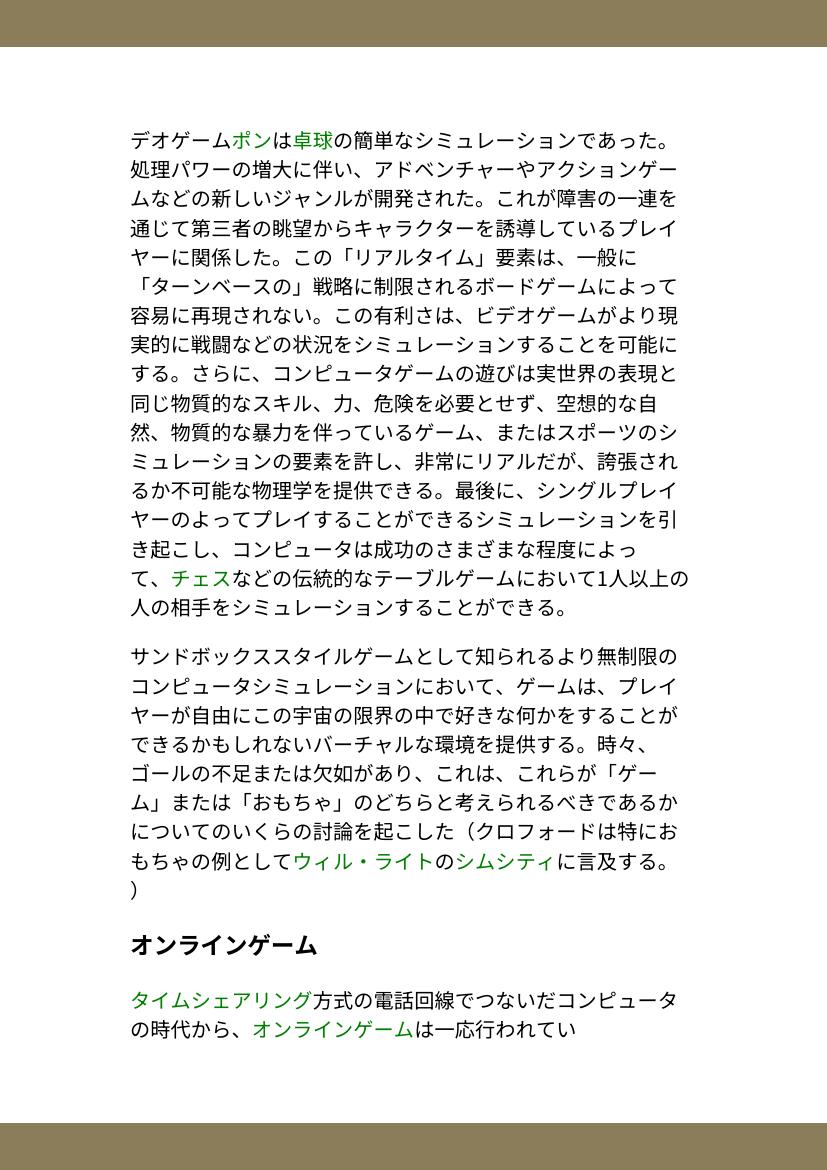 デオゲームポンは卓球の簡単なシミュレーションであった。
処理パワーの増大に伴い、アドベンチャーやアクションゲー
ムなどの新しいジャンルが開発された。これが障害の一連を
通じて第三者の眺望からキャラクターを誘導しているプレイ
ヤーに関係した。この「リアルタイム」要素は、一般に
「ターンベースの」戦略に制限されるボードゲームによって
容易に再現されない。この有利さは、ビデオゲームがより現
実的に戦闘などの状況をシミュレーションすることを可能に
する。さらに、コンピュータゲームの遊びは実世界の表現と
同じ物質的なスキル、力、危険を必要とせず、空想的な自
然、物質的な暴力を伴っているゲーム、またはスポーツのシ
ミュレーションの要素を許し、非常にリアルだが、誇張され
るか不可能な物理学を提供できる。最後に、シングルプレイ
ヤーのよってプレイすることができるシミュレーションを引
き起こし、コンピュータは成功のさまざまな程度によっ
て、チェスなどの伝統的なテーブルゲームにおいて1人以上の
人の相手をシミュレーションすることができる。
サンドボックススタイルゲームとして知られるより無制限の
コンピュータシミュレーションにおいて、ゲームは、プレイ
ヤーが自由にこの宇宙の限界の中で好きな何かをすることが
できるかもしれないバーチャルな環境を提供する。時々、
ゴールの不足または欠如があり、これは、これらが「ゲー
ム」または「おもちゃ」のどちらと考えられるべきであるか
についてのいくらの討論を起こした（クロフォードは特にお
もちゃの例としてウィル・ライトのシムシティに言及する。
）
オンラインゲーム
タイムシェアリング方式の電話回線でつないだコンピュータ
の時代から、オンラインゲームは一応行われてい